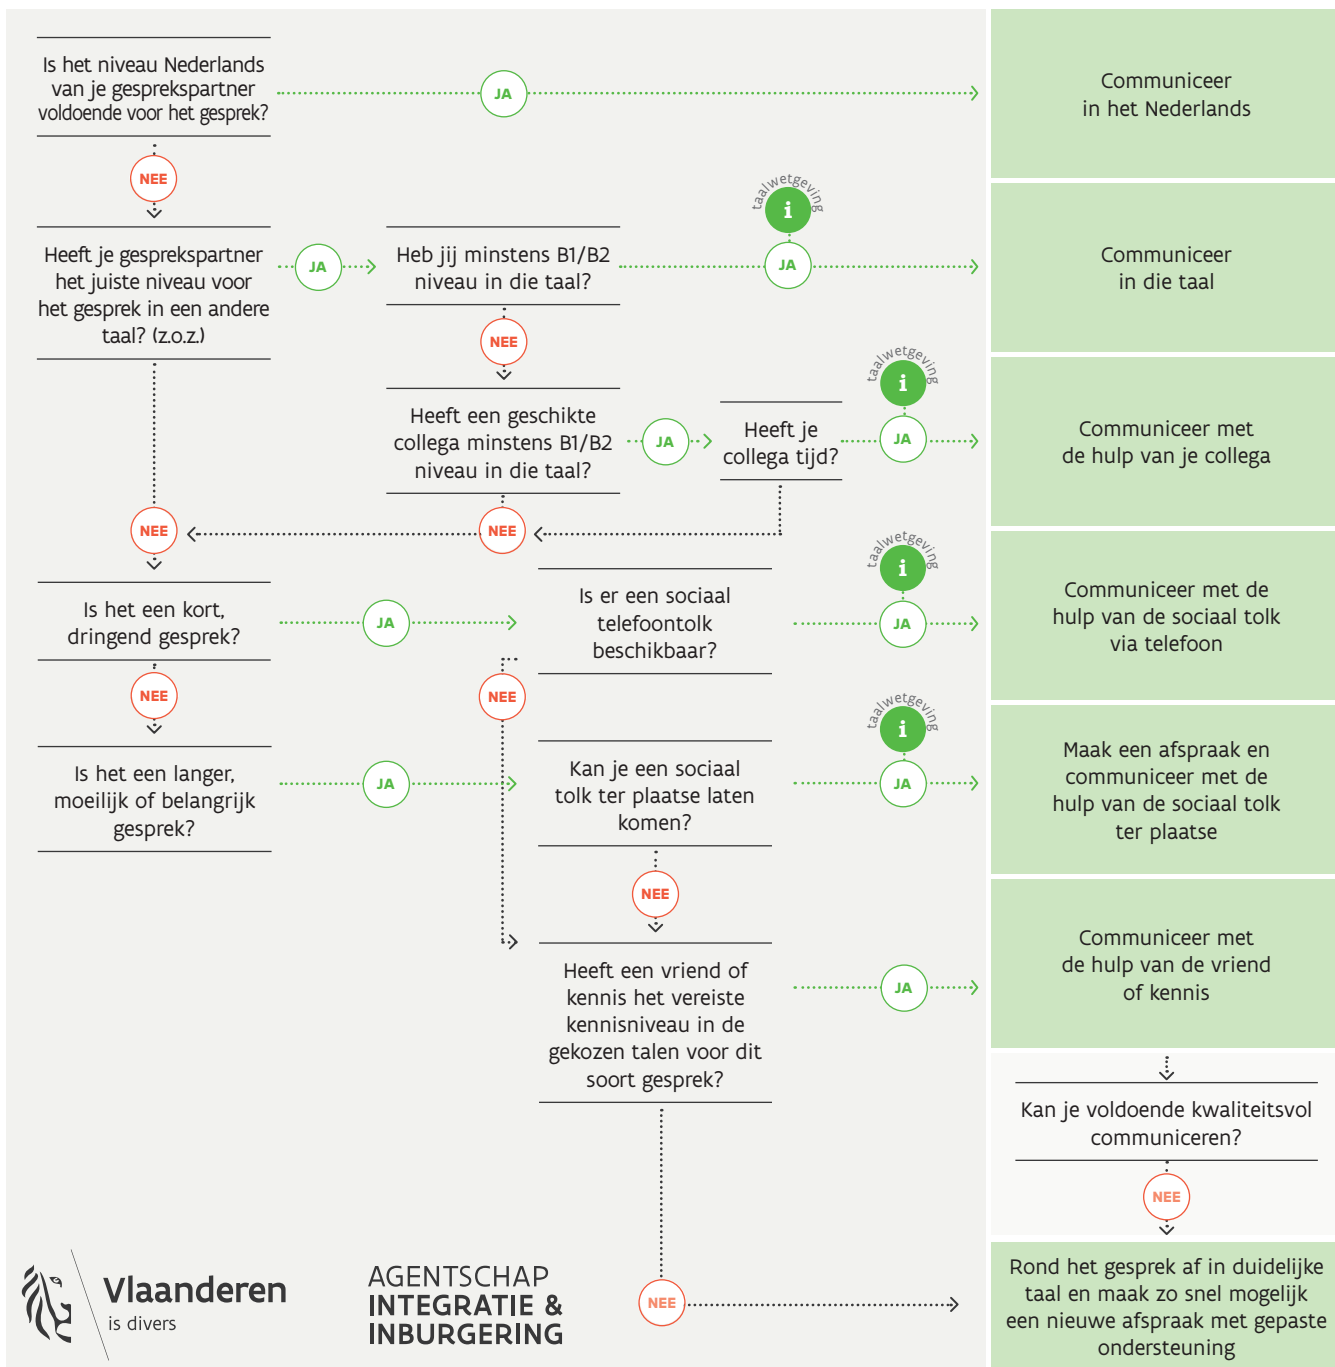 Is het niveau Nederlands
van je gesprekspartner
voldoende voor het gesprek?
JA
Communiceer
in het Nederlands
NEE
Heeft je gesprekspartner
het juiste niveau voor
het gesprek in een andere
taal? (z.o.z.)
JA
Heb jij minstens B1/B2
niveau in die taal?
taalwetgeving
i
JA
Communiceer
in die taal
NEE
Heeft een geschikte
collega minstens B1/B2
niveau in die taal?
JA
Heeft je
collega tijd?
taalwetgeving
i
JA
Communiceer met
de hulp van je collega
NEE
NEE
Is het een kort,
dringend gesprek?
JA
Is er een sociaal
telefoontolk
beschikbaar?
taalwetgeving
i
JA
Communiceer met de
hulp van de sociaal tolk
via telefoon
NEE
NEE
Is het een langer,
moeilijk of belangrijk
gesprek?
JA
Kan je een sociaal
tolk ter plaatse laten
komen?
taalwetgeving
i
JA
Maak een afspraak en
communiceer met de
hulp van de sociaal tolk
ter plaatse
NEE
Heeft een vriend of
kennis het vereiste
kennisniveau in de
gekozen talen voor dit
soort gesprek?
JA
Communiceer met
de hulp van de vriend
of kennis
Kan je voldoende kwaliteitsvol
communiceren?
NEE
NEE
Rond het gesprek af in duidelijke
taal en maak zo snel mogelijk
een nieuwe afspraak met gepaste
ondersteuning
Vlaanderen
is divers
AGENTSCHAP
INTEGRATIE &
INBURGERING